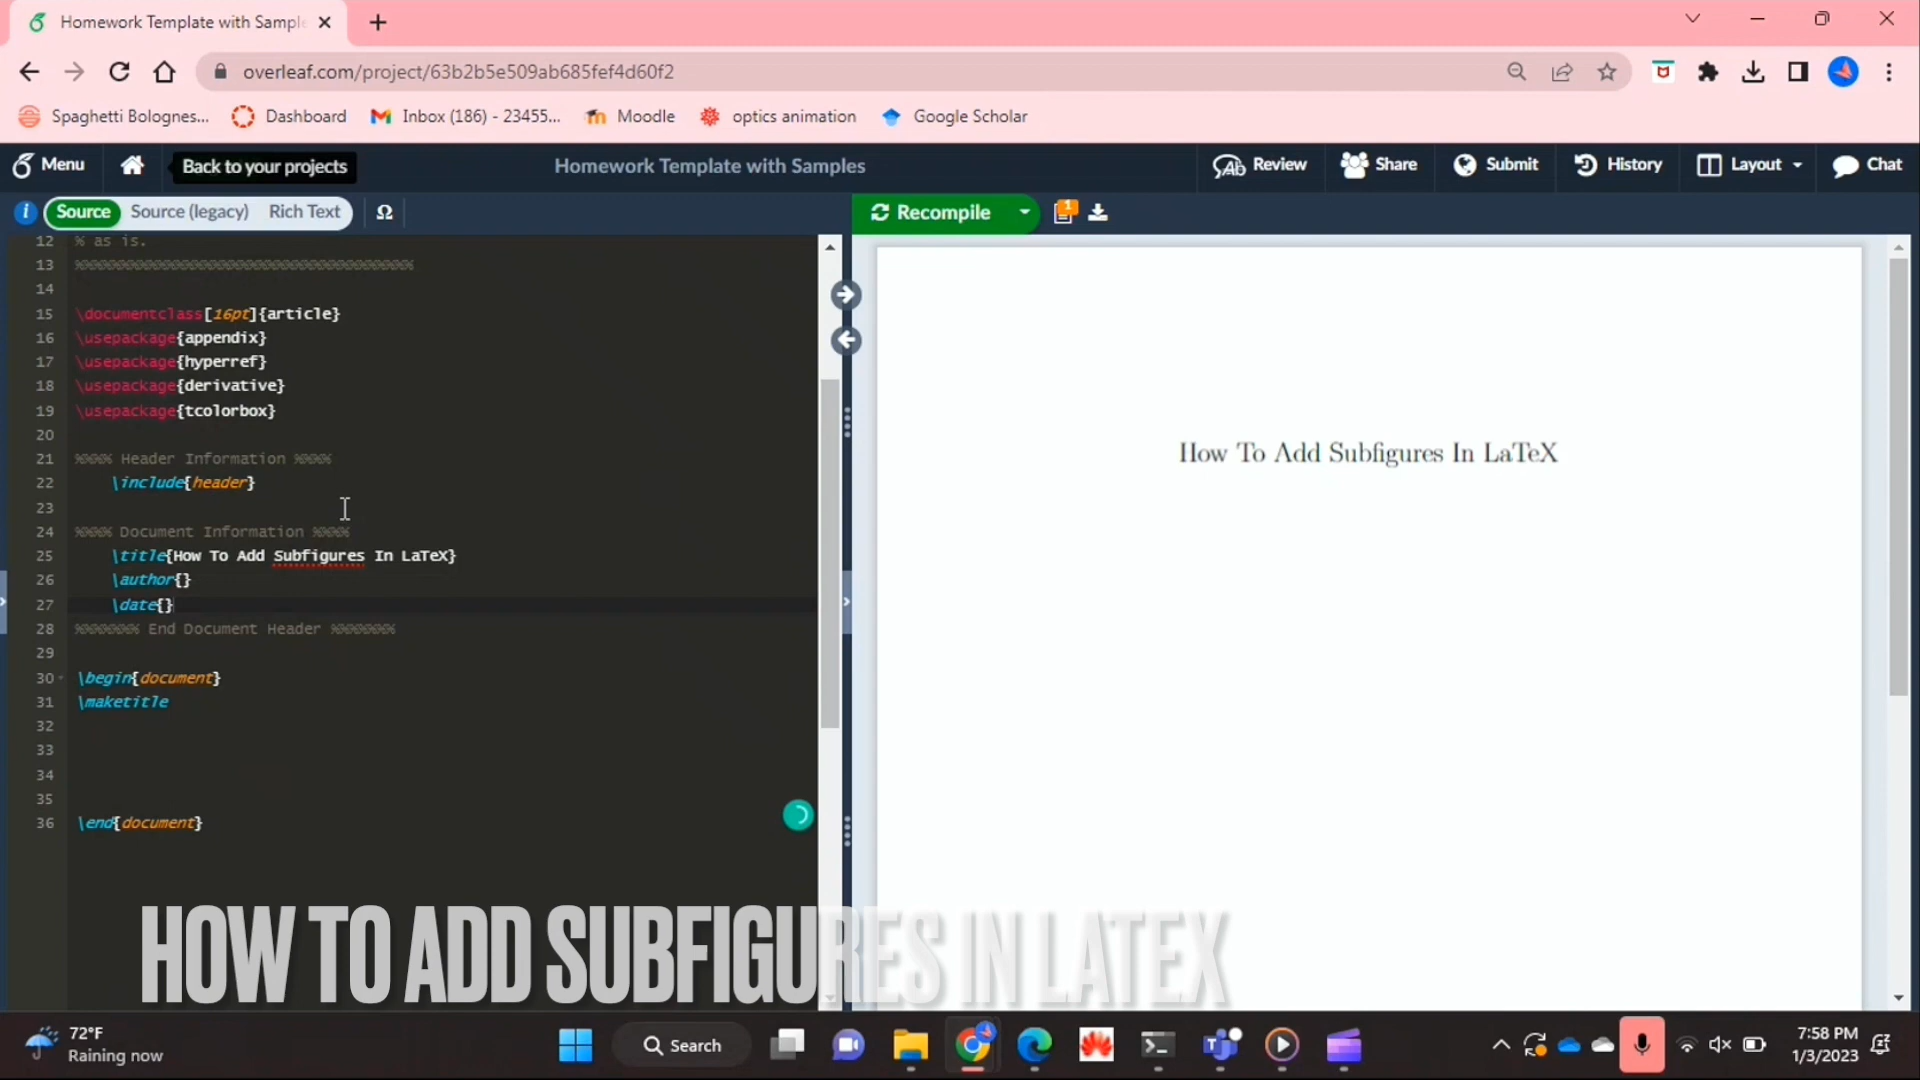 Homework Template with Sampl
overleaf.com/project/63b2b5e509ab685fef4d60f2
Spaghetti Bolognes... Dashboard Inbox (186) - 23455... Moodle optics animation Google Scholar
Menu Back to your projects Homework Template with Samples Review Share Submit History Layout Chat
Source Source (legacy) Rich Text Ω Recompile 1
12 % as is.
13 %%%%%%%%%%%%%%%%%%%%%%%%%%%%%%%%%%%%%
14
15 \documentclass[16pt]{article}
16 \usepackage{appendix}
17 \usepackage{hyperref}
18 \usepackage{derivative}
19 \usepackage{tcolorbox}
20
21 %%%% Header Information %%%%
22 \include{header}
23
24 %%%% Document Information %%%%
25 \title{How To Add Subfigures In LaTeX}
26 \author{}
27 \date{}
28 %%%%%%% End Document Header %%%%%%%
29
30 \begin{document}
31 \maketitle
32
33
34
35
36 \end{document}
How To Add Subfigures In LaTeX
HOW TO ADD SUBFIGURES IN LATEX
72°F
Raining now
Search
7:58 PM
1/3/2023